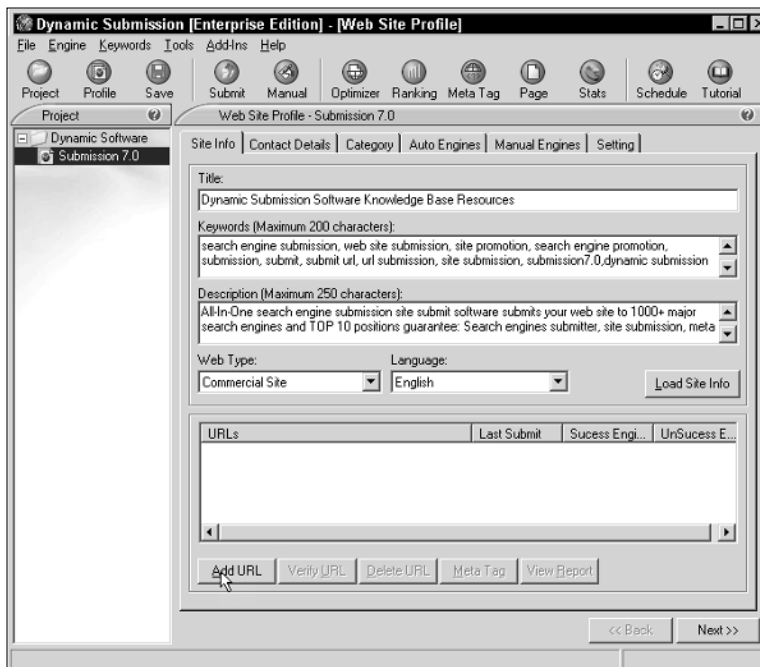 Dynamic Submission [Enterprise Edition] - [Web Site Profile]
File Engine Keywords Tools Add-Ins Help
Project Profile Save Submit Manual Optimizer Ranking Meta Tag Page Stats Schedule Tutorial
Project Web Site Profile - Submission 7.0
Dynamic Software
Submission 7.0
Site Info Contact Details Category Auto Engines Manual Engines Setting
Title:
Dynamic Submission Software Knowledge Base Resources
Keywords (Maximum 200 characters):
search engine submission, web site submission, site promotion, search engine promotion,
submission, submit, submit url, url submission, site submission, submission7.0,dynamic submission
Description (Maximum 250 characters):
All-In-One search engine submission site submit software submits your web site to 1000+ major
search engines and TOP 10 positions guarantee: Search engines submitter, site submission, meta
Web Type: Language:
Commercial Site English Load Site Info
URLs Last Submit Sucess Engi... UnSucess E...
Add URL Verify URL Delete URL Meta Tag View Report
<< Back Next >>